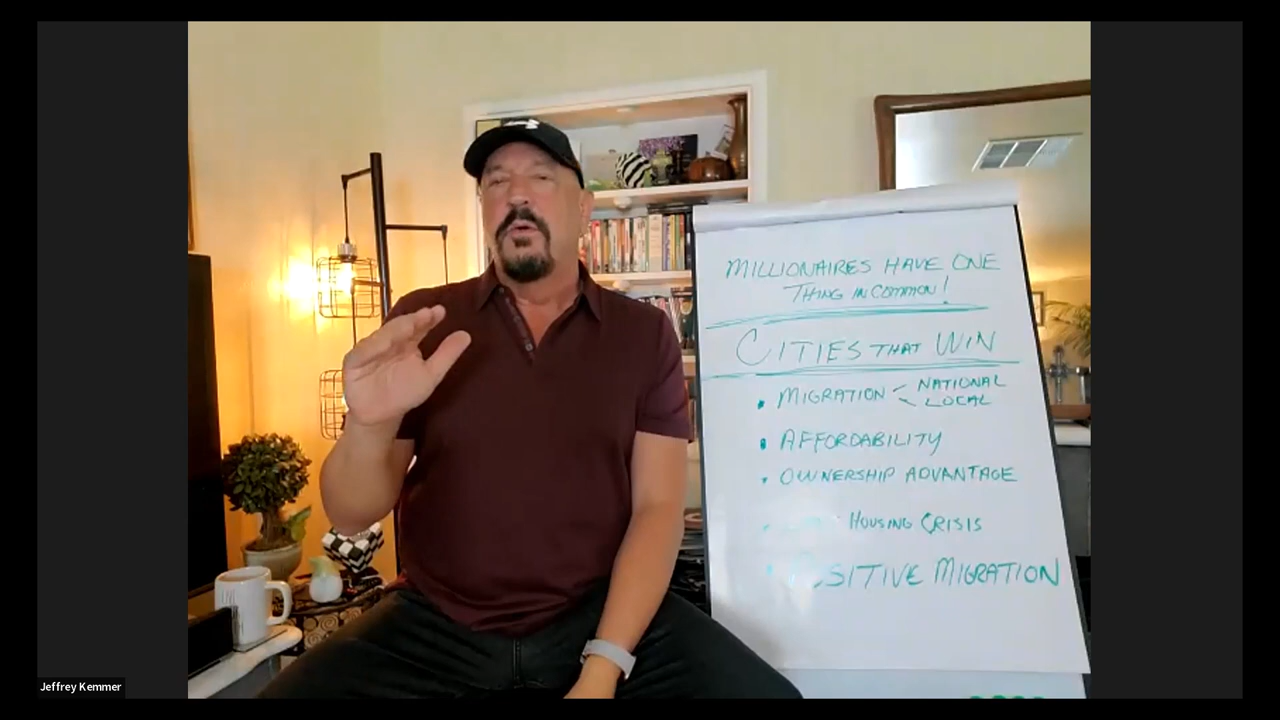 MILLIONAIRES HAVE ONE
THING IN COMMON!
CITIES THAT WIN
• MIGRATION < NATIONAL
LOCAL
• AFFORDABILITY
• OWNERSHIP ADVANTAGE
HOUSING CRISIS
MIGRATION
Jeffrey Kemmer